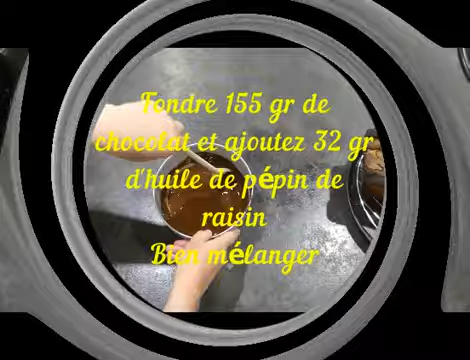 Fondre 155 gr de
chocolat et ajoutez 32 gr
d'huile de pépin de
raisin
Bien mélanger